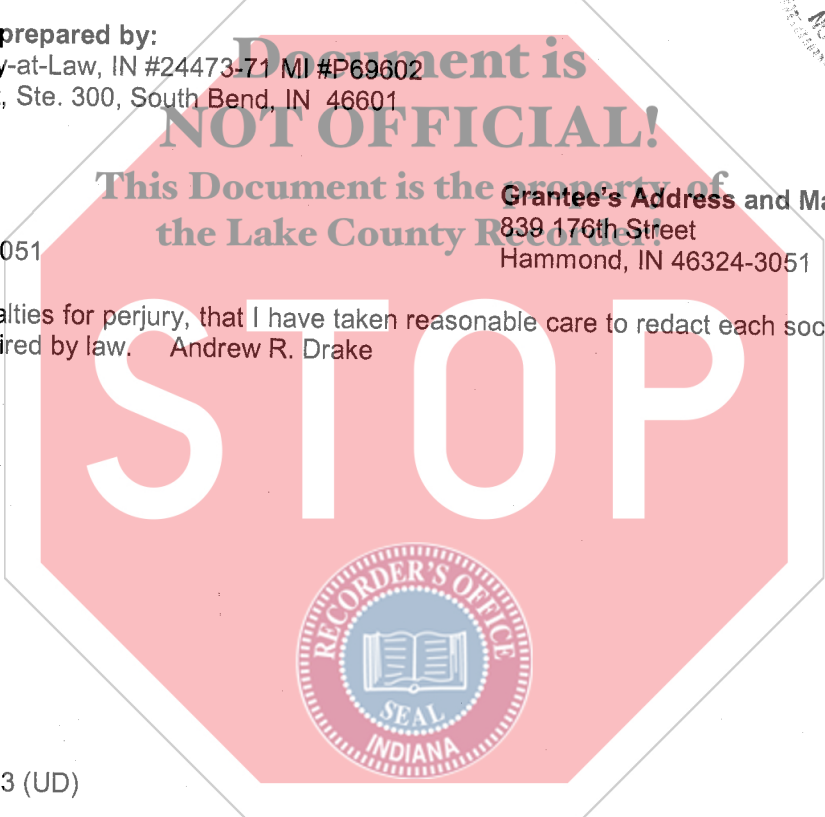 prepared by:
y-at-Law, IN #24473-71 MI #P69602
, Ste. 300, South Bend, IN 46601
Document is
NOT OFFICIAL!
This Document is the property of
the Lake County Recorder!
Grantee's Address and Ma
839 176th Street
Hammond, IN 46324-3051
051
alties for perjury, that I have taken reasonable care to redact each soc
ired by law. Andrew R. Drake
STOP
RECORDER'S OFFICE
SEAL
INDIANA
3 (UD)